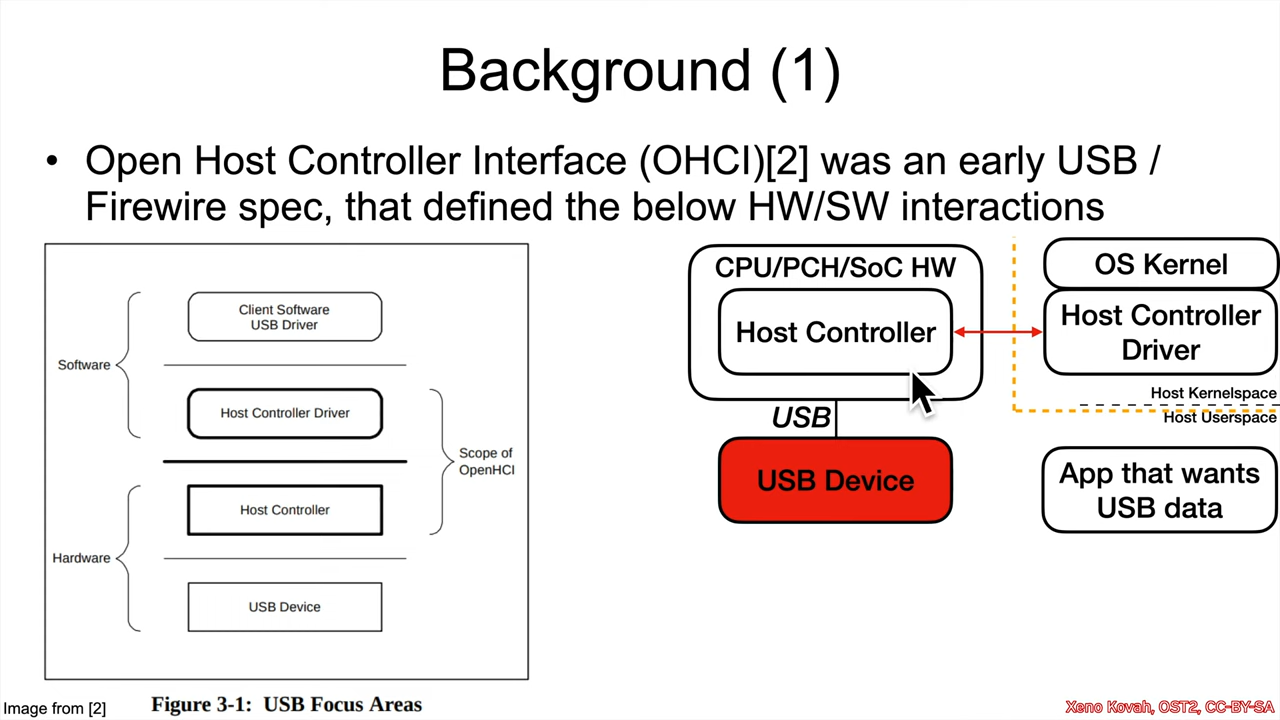 Background (1)
• Open Host Controller Interface (OHCI)[2] was an early USB /
Firewire spec, that defined the below HW/SW interactions
Client Software
USB Driver
Software
Host Controller Driver
Scope of
OpenHCI
Host Controller
Hardware
USB Device
Image from [2]
Figure 3-1: USB Focus Areas
CPU/PCH/SoC HW
Host Controller
USB
USB Device
OS Kernel
Host Controller
Driver
Host Kernelspace
Host Userspace
App that wants
USB data
Xeno Kovah, OST2, CC-BY-SA